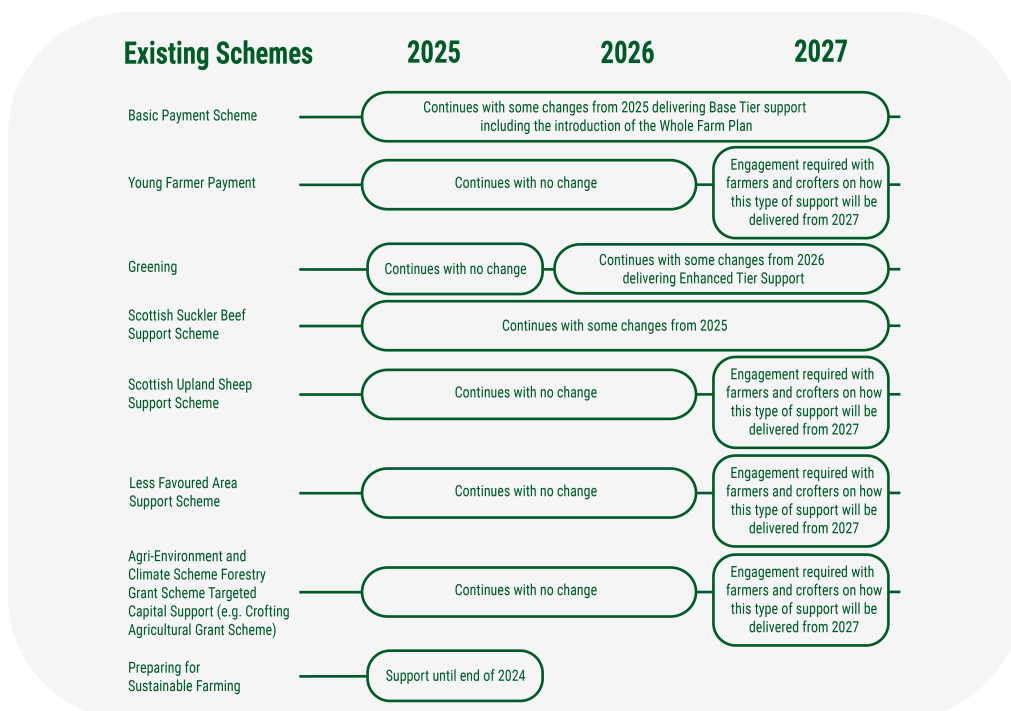 Existing Schemes
2025
2026
2027
Basic Payment Scheme
Continues with some changes from 2025 delivering Base Tier support
including the introduction of the Whole Farm Plan
Young Farmer Payment
Continues with no change
Engagement required with
farmers and crofters on how
this type of support will be
delivered from 2027
Greening
Continues with no change
Continues with some changes from 2026
delivering Enhanced Tier Support
Scottish Suckler Beef
Support Scheme
Continues with some changes from 2025
Scottish Upland Sheep
Support Scheme
Continues with no change
Engagement required with
farmers and crofters on how
this type of support will be
delivered from 2027
Less Favoured Area
Support Scheme
Continues with no change
Engagement required with
farmers and crofters on how
this type of support will be
delivered from 2027
Agri-Environment and
Climate Scheme Forestry
Grant Scheme Targeted
Capital Support (e.g. Crofting
Agricultural Grant Scheme)
Continues with no change
Engagement required with
farmers and crofters on how
this type of support will be
delivered from 2027
Preparing for
Sustainable Farming
Support until end of 2024